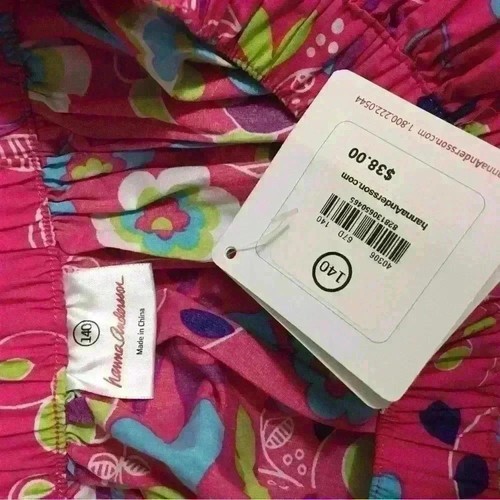 hannaAndersson.com 1.800.222.0544
$38.00
hannaAndersson.com
828130650465
40306 67D 140
140
hanna andersson
140
Made in China